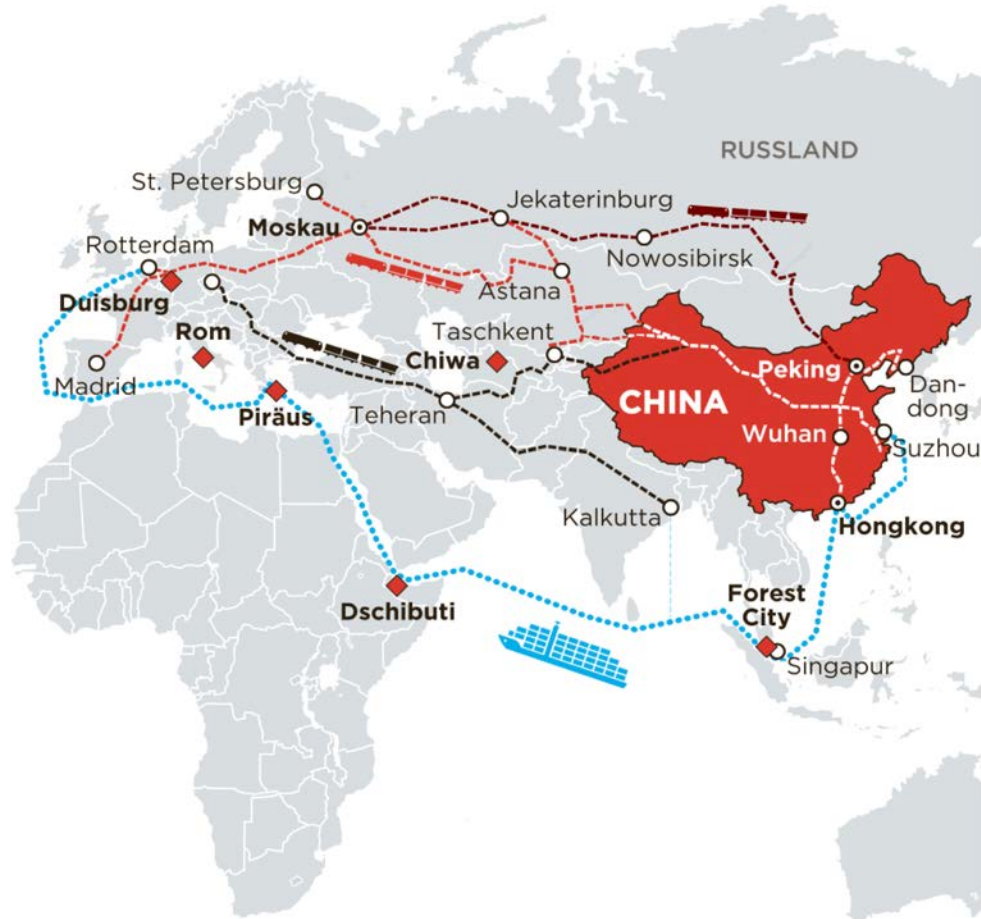 RUSSLAND
St. Petersburg
Jekaterinburg
Moskau
Rotterdam
Nowosibirsk
Astana
Duisburg
Rom
Taschkent
Chiwa
Peking
Madrid
Dan-
dong
CHINA
Piräus
Teheran
Wuhan
Suzhou
Kalkutta
Hongkong
Forest
City
Dschibuti
Singapur